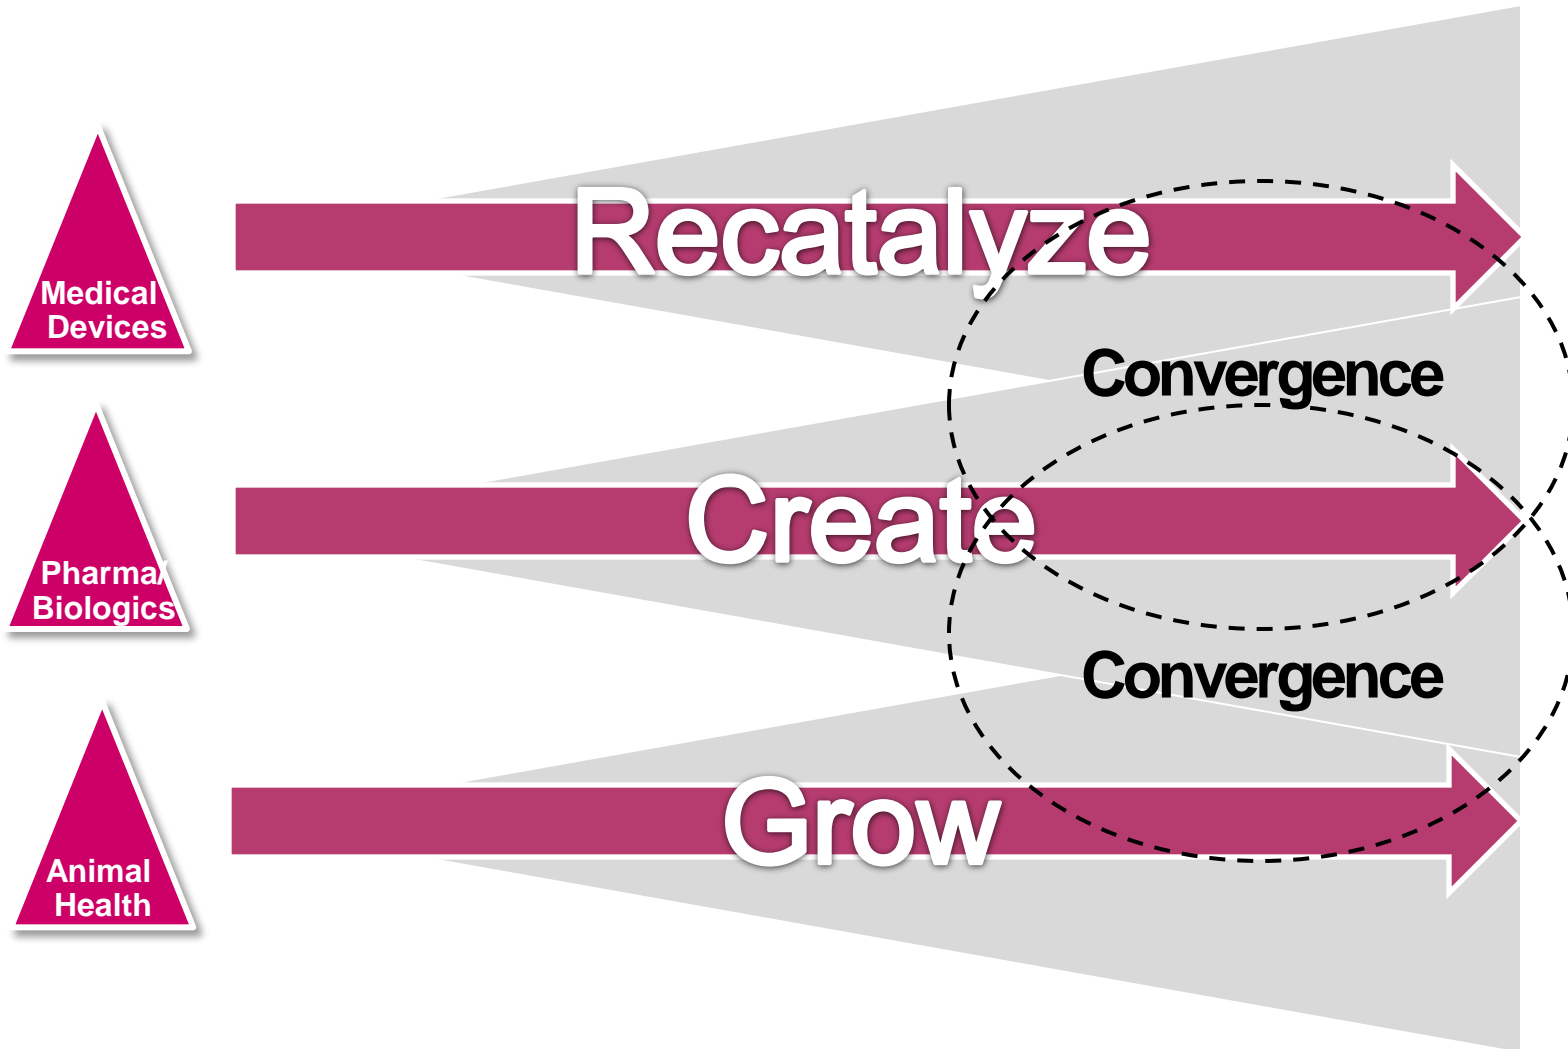 Recatalyze
Medical
Devices
Convergence
Create
Pharma/
Biologics
Convergence
Grow
Animal
Health